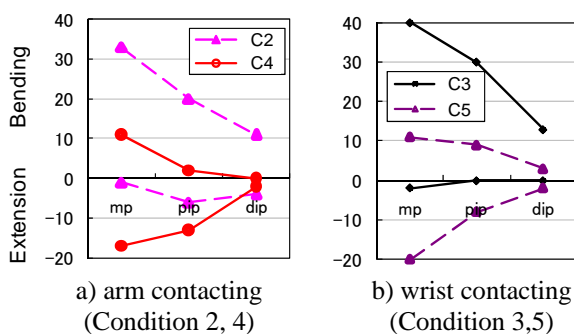 40
30
20
10
0
−10
−20
Bending
Extension
C2
C4
mp
pip
dip
a) arm contacting
(Condition 2, 4)
40
30
20
10
0
-10
-20
C3
C5
mp
pip
dip
b) wrist contacting
(Condition 3,5)